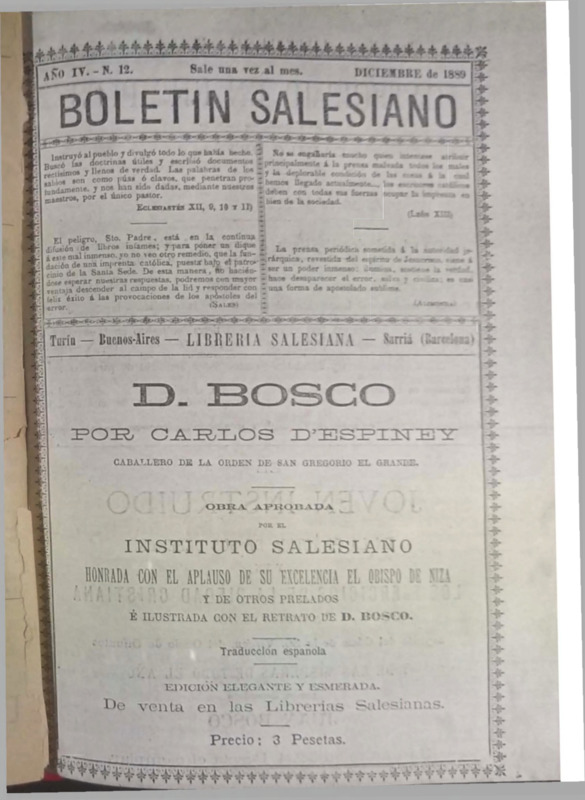 AÑO IV. - N. 12.
Sale una vez al mes.
DICIEMBRE de 1889
BOLETIN SALESIANO
Instruyó al pueblo y divulgó todo lo que había hecho.
Buscó las doctrinas útiles y escribió documentos
rectísimos y llenos de verdad. Las palabras de los
sabios son como púas ó clavos, que penetran pro
fundamente, y nos han sido dadas, mediante nuestros
maestros, por el único pastor.
ECLESIASTÉS XII, 9, 10 Y 11)
El peligro, Sto. Padre, está en la continua
difusión de libros infames; y para poner un dique
á este mal inmenso, yo no veo otro remedio, que la fun-
dación de una imprenta católica, puesta bajo el patro
cinio de la Santa Sede. De esta manera, no hacién-
dose esperar nuestras respuestas, podremos con mayor
ventaja descender al campo de la lid y responder con
feliz éxito á las provocaciones de los apóstoles del
error.
(SALES)
No se engañaría mucho quien intentase atribuir
principalmente á la prensa malvada todos los males
y la deplorable condición de las cosas á la cual
hemos llegado actualmente... los escritores católicos
deben con todas sus fuerzas ocupar la imprenta en
bien de la sociedad.
(León XIII)
La prensa periódica sometida á la autoridad je-
rárquica, revestida del espíritu de Jesucristo, viene á
ser un poder inmenso: ilumina, sostiene la verdad,
hace desaparecer el error, salva y civiliza; es casi
una forma de apostolado sublime.
Turin — Buenos-Aires — LIBRERIA SALESIANA — Sarriá (Barcelona)
D. BOSCO
POR CARLOS D'ESPINEY
CABALLERO DE LA ORDEN DE SAN GREGORIO EL GRANDE.
OBRA APROBADA
POR EL
INSTITUTO SALESIANO
HONRADA CON EL APLAUSO DE SU EXCELENCIA EL OBISPO DE NIZA
Y DE OTROS PRELADOS
É ILUSTRADA CON EL RETRATO DE D. BOSCO.
Traducción española
EDICIÓN ELEGANTE Y ESMERADA.
De venta en las Librerías Salesianas.
Precio: 3 Pesetas.